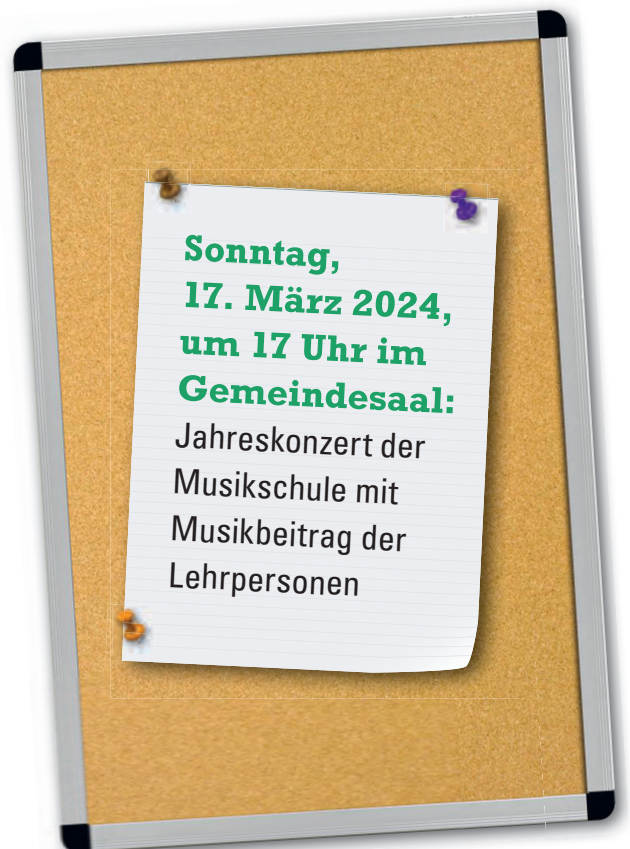 Sonntag,
17. März 2024,
um 17 Uhr im
Gemeindesaal:
Jahreskonzert der
Musikschule mit
Musikbeitrag der
Lehrpersonen